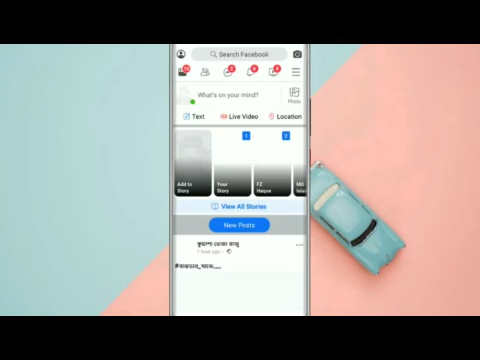 Search Facebook
What's on your mind?
Photo
Text Live Video Location
1 2
Add to Story
Your Story
FZ Haque
View All Stories
New Posts
1 hour ago